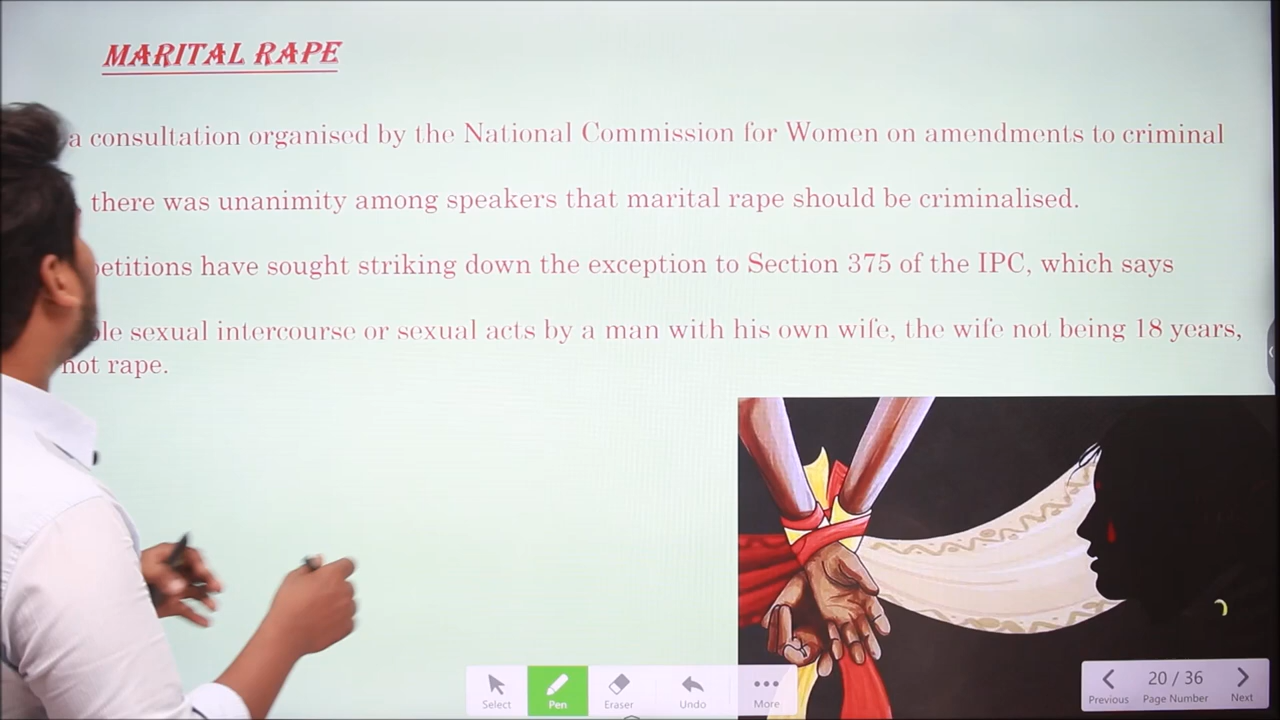 MARITAL RAPE
a consultation organised by the National Commission for Women on amendments to criminal
there was unanimity among speakers that marital rape should be criminalised.
petitions have sought striking down the exception to Section 375 of the IPC, which says
sexual intercourse or sexual acts by a man with his own wife, the wife not being 18 years,
not rape.
Select
Pen
Eraser
Undo
More
20 / 36
Previous
Page Number
Next